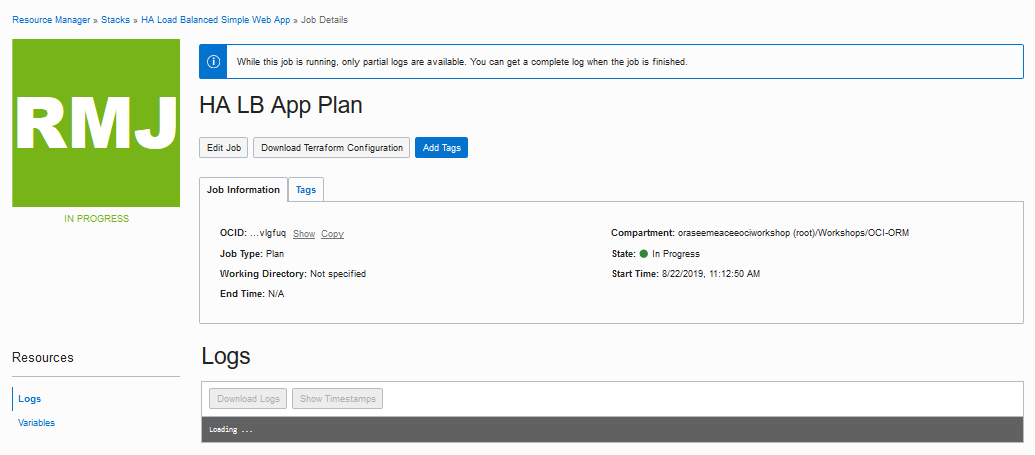 Resource Manager » Stacks » HA Load Balanced Simple Web App » Job Details
RMJ
IN PROGRESS
While this job is running, only partial logs are available. You can get a complete log when the job is finished.
HA LB App Plan
Edit Job Download Terraform Configuration Add Tags
Job Information Tags
OCID: ...vlgfuq Show Copy Compartment: oraseemeaceeociworkshop (root)/Workshops/OCI-ORM
Job Type: Plan State: In Progress
Working Directory: Not specified Start Time: 8/22/2019, 11:12:50 AM
End Time: N/A
Resources
Logs
Variables
Logs
Download Logs Show Timestamps
Loading ...